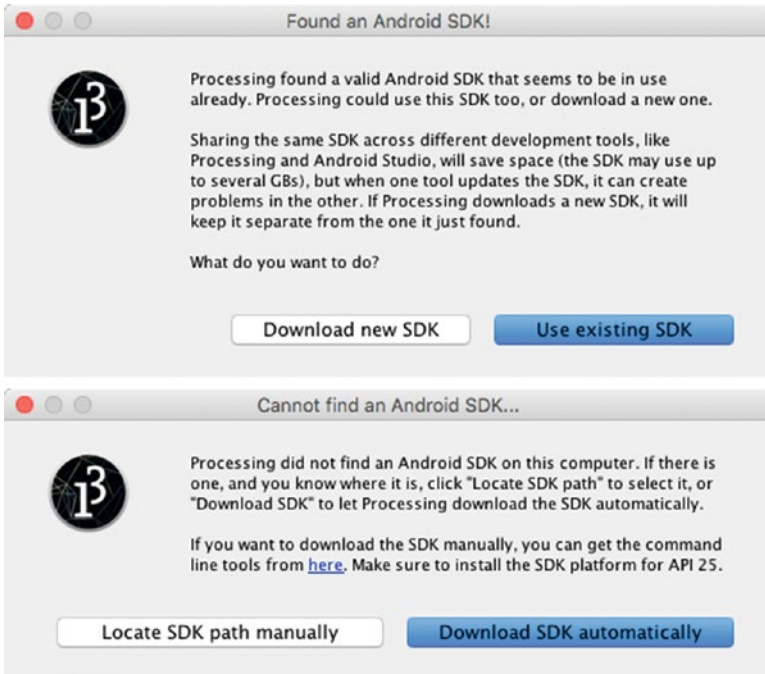 Found an Android SDK!
Processing found a valid Android SDK that seems to be in use
already. Processing could use this SDK too, or download a new one.
Sharing the same SDK across different development tools, like
Processing and Android Studio, will save space (the SDK may use up
to several GBs), but when one tool updates the SDK, it can create
problems in the other. If Processing downloads a new SDK, it will
keep it separate from the one it just found.
What do you want to do?
Download new SDK
Use existing SDK
Cannot find an Android SDK...
Processing did not find an Android SDK on this computer. If there is
one, and you know where it is, click "Locate SDK path" to select it, or
"Download SDK" to let Processing download the SDK automatically.
If you want to download the SDK manually, you can get the command
line tools from here. Make sure to install the SDK platform for API 25.
Locate SDK path manually
Download SDK automatically